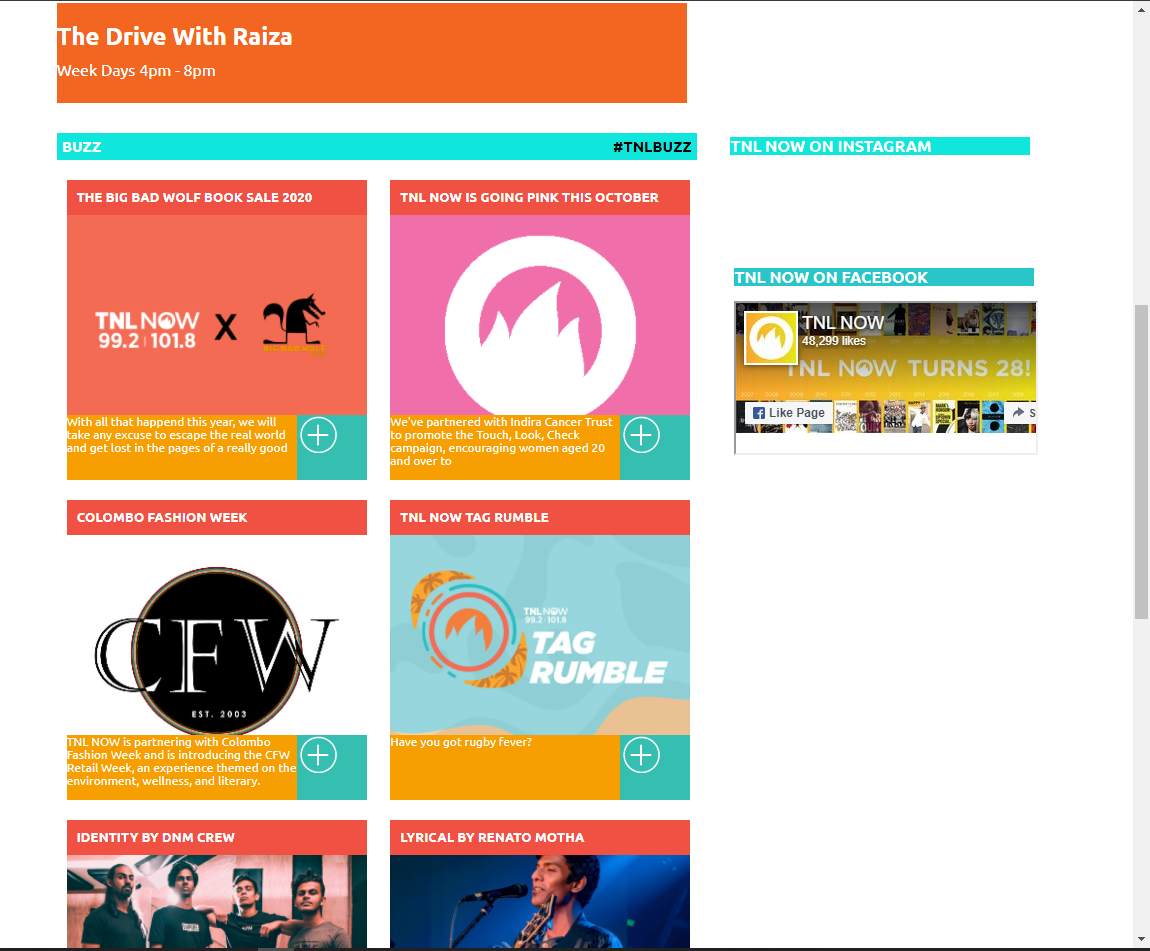 The Drive With Raiza
Week Days 4pm - 8pm
BUZZ
#TNLBUZZ
TNL NOW ON INSTAGRAM
THE BIG BAD WOLF BOOK SALE 2020
TNL NOW X
99.2 | 101.8
BIG BAD WOLF
With all that happend this year, we will
take any excuse to escape the real world
and get lost in the pages of a really good
TNL NOW IS GOING PINK THIS OCTOBER
We've partnered with Indira Cancer Trust
to promote the Touch, Look, Check
campaign, encouraging women aged 20
and over to
TNL NOW ON FACEBOOK
TNL NOW
48,299 likes
TNL NOW TURNS 28!
Like Page
S
COLOMBO FASHION WEEK
CFW
EST. 2003
TNL NOW is partnering with Colombo
Fashion Week and is introducing the CFW
Retail Week, an experience themed on the
environment, wellness, and literary.
TNL NOW TAG RUMBLE
TNL NOW
99.2 | 101.8
TAG
RUMBLE
Have you got rugby fever?
IDENTITY BY DNM CREW
LYRICAL BY RENATO MOTHA